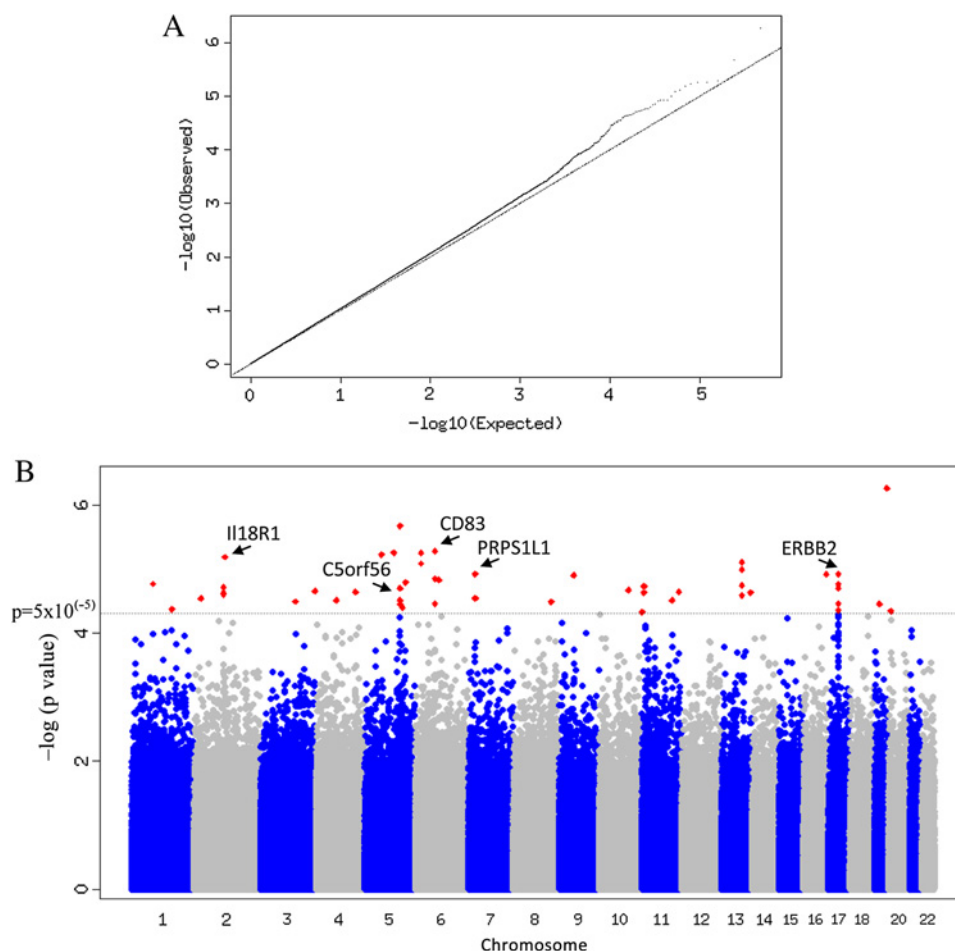 A
6
5
4
3
2
1
0
-log10(Observed)
0 1 2 3 4 5
-log10(Expected)
B
6
p=5x10^(-5)
4
2
0
-log (p value)
Il18R1
C5orf56
CD83
PRPS1L1
ERBB2
1 2 3 4 5 6 7 8 9 10 11 12 13 14 15 16 17 18 20 22
Chromosome